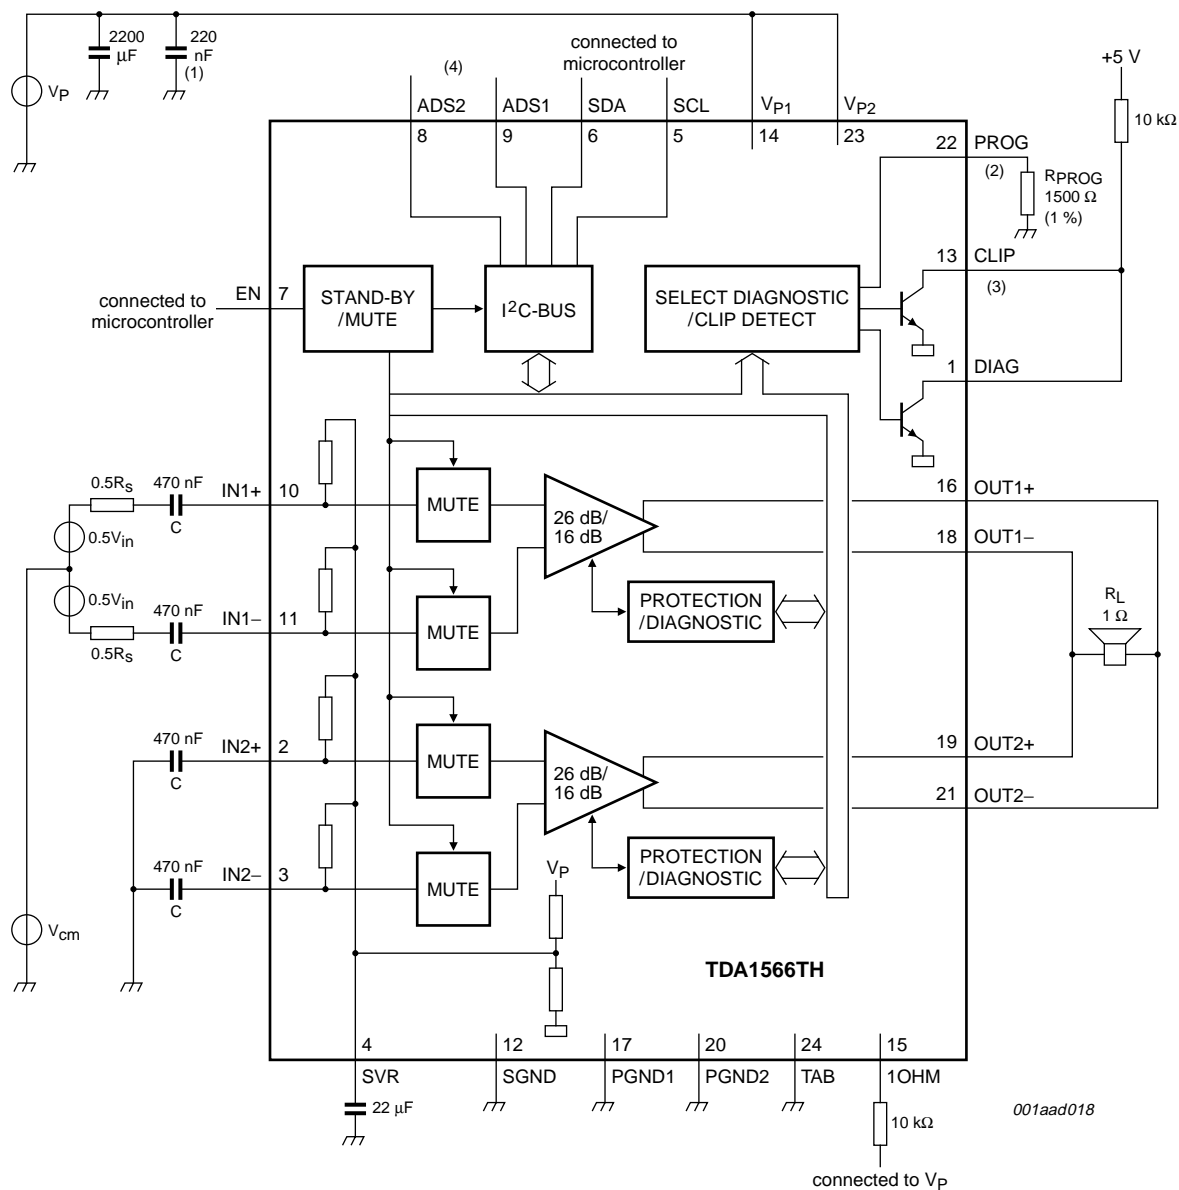 2200
µF
220
nF
(1)
VP
connected to
microcontroller
(4)
ADS2
ADS1
SDA
SCL
VP1
VP2
8
9
6
5
14
23
+5 V
10 kΩ
22
PROG
(2)
RPROG
1500 Ω
(1 %)
13
CLIP
(3)
1
DIAG
connected to
microcontroller
EN
7
STAND-BY
/MUTE
I2C-BUS
SELECT DIAGNOSTIC
/CLIP DETECT
0.5Rs
470 nF
C
IN1+
10
MUTE
26 dB/
16 dB
16
OUT1+
18
OUT1−
0.5Vin
0.5Vin
470 nF
C
0.5Rs
IN1−
11
MUTE
PROTECTION
/DIAGNOSTIC
RL
1 Ω
470 nF
C
IN2+
2
MUTE
26 dB/
16 dB
19
OUT2+
21
OUT2−
470 nF
C
IN2−
3
MUTE
PROTECTION
/DIAGNOSTIC
VP
Vcm
TDA1566TH
4
12
17
20
24
15
SVR
SGND
PGND1
PGND2
TAB
1OHM
22 µF
10 kΩ
001aad018
connected to VP